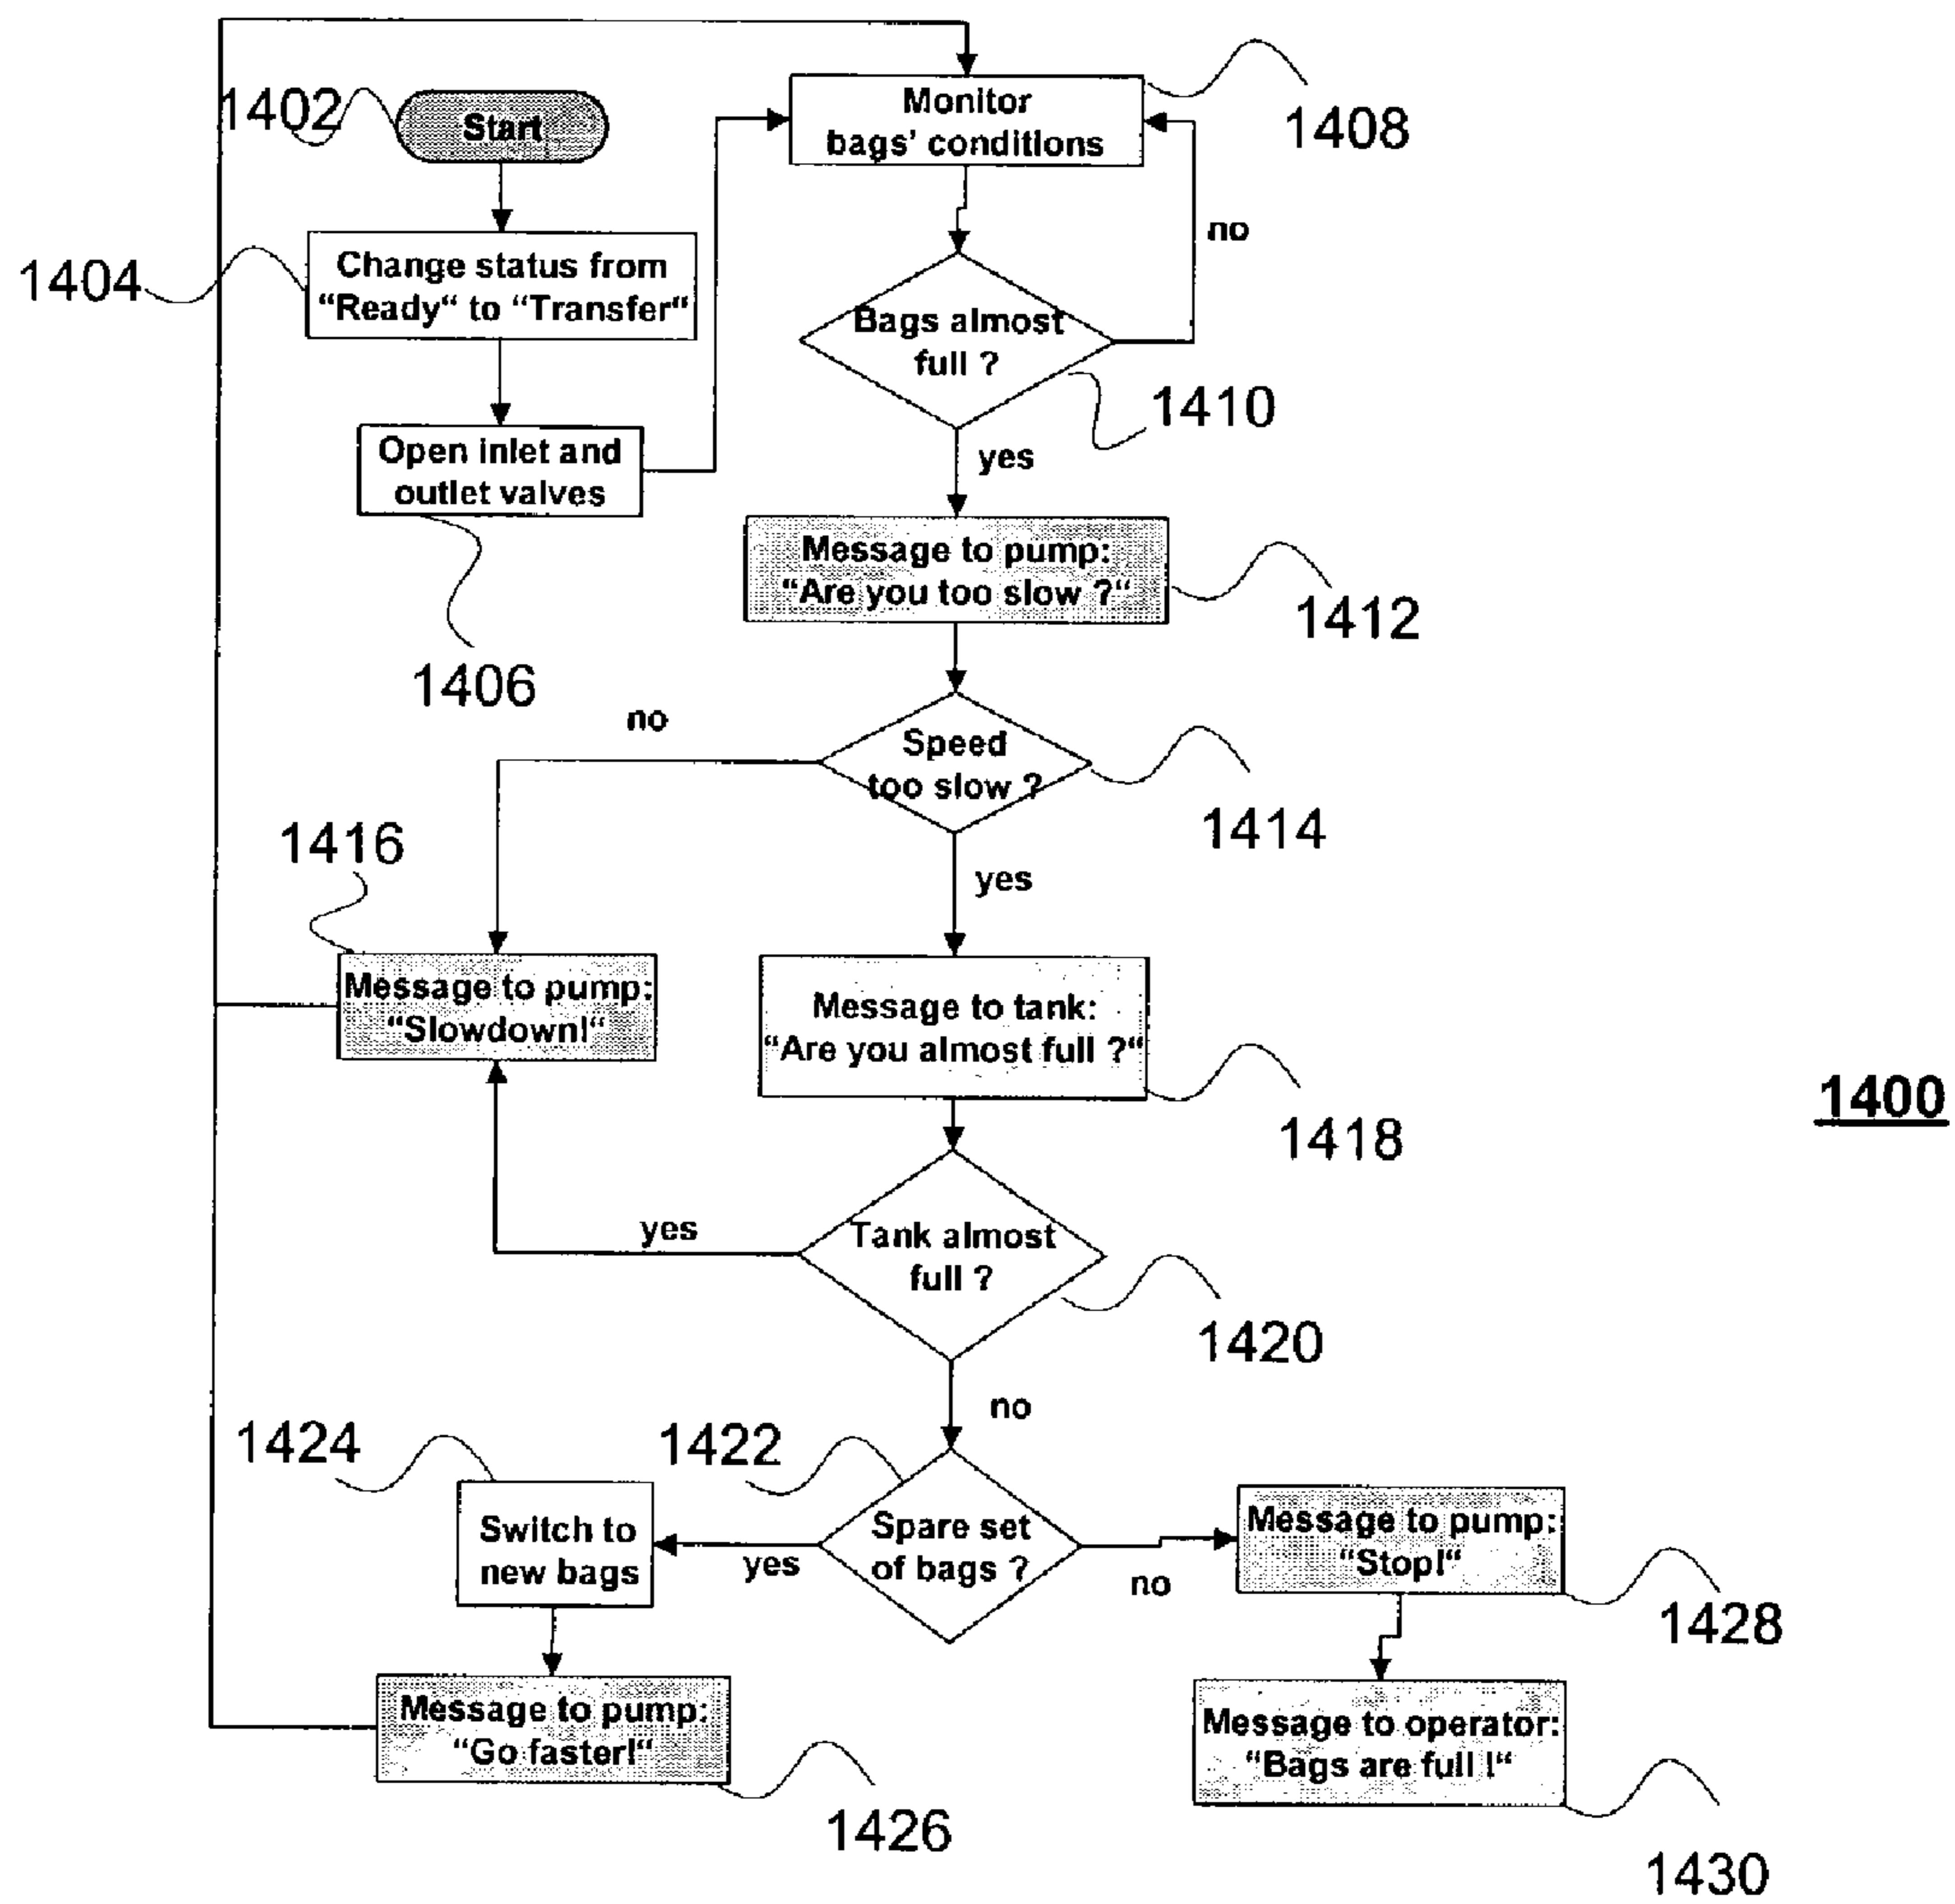 1402
Start
1404
Change status from
“Ready“ to “Transfer“
Open inlet and
outlet valves
1406
Monitor
bags’ conditions
1408
no
Bags almost
full ?
1410
yes
Message to pump:
“Are you too slow ?“
1412
no
Speed
too slow ?
1414
yes
1416
Message to pump:
“Slowdown!“
Message to tank:
“Are you almost full ?“
1418
1400
yes
Tank almost
full ?
1420
no
1424
1422
Switch to
new bags
yes
Spare set
of bags ?
no
Message to pump:
“Stop!“
1428
Message to pump:
“Go faster!“
1426
Message to operator:
“Bags are full !“
1430